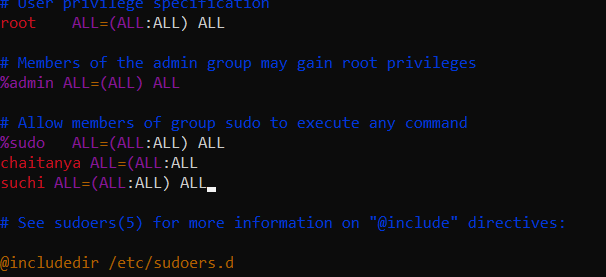 # User privilege specification
root    ALL=(ALL:ALL) ALL
# Members of the admin group may gain root privileges
%admin ALL=(ALL) ALL
# Allow members of group sudo to execute any command
%sudo   ALL=(ALL:ALL) ALL
chaitanya ALL=(ALL:ALL
suchi ALL=(ALL:ALL) ALL
# See sudoers(5) for more information on "@include" directives:
@includedir /etc/sudoers.d